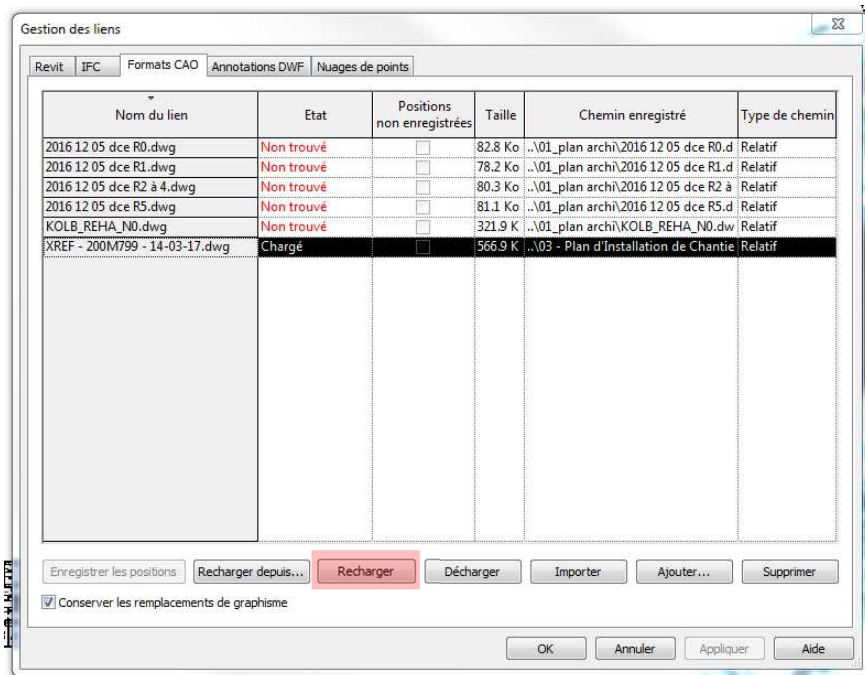 Gestion des liens
Revit IFC Formats CAO Annotations DWF Nuages de points
Nom du lien Etat Positions non enregistrées Taille Chemin enregistré Type de chemin
2016 12 05 dce R0.dwg Non trouvé 82.8 Ko ..\01_plan archi\2016 12 05 dce R0.d Relatif
2016 12 05 dce R1.dwg Non trouvé 78.2 Ko ..\01_plan archi\2016 12 05 dce R1.d Relatif
2016 12 05 dce R2 à 4.dwg Non trouvé 80.3 Ko ..\01_plan archi\2016 12 05 dce R2 à Relatif
2016 12 05 dce R5.dwg Non trouvé 81.1 Ko ..\01_plan archi\2016 12 05 dce R5.d Relatif
KOLB_REHA_N0.dwg Non trouvé 321.9 K ..\01_plan archi\KOLB_REHA_N0.dw Relatif
XREF - 200M799 - 14-03-17.dwg Chargé 566.9 K ..\03 - Plan d'Installation de Chantie Relatif
Enregistrer les positions Recharger depuis... Recharger Décharger Importer Ajouter... Supprimer
Conserver les remplacements de graphisme
OK Annuler Appliquer Aide